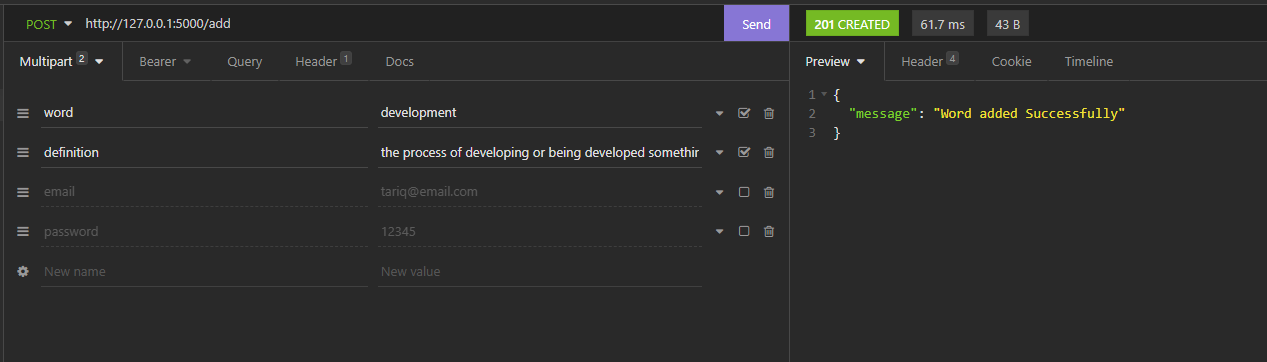 POST http://127.0.0.1:5000/add Send 201 CREATED 61.7 ms 43 B
Multipart 2 Bearer Query Header 1 Docs Preview Header 4 Cookie Timeline
word development
definition the process of developing or being developed somethin
email tariq@email.com
password 12345
New name New value
1 {
2 "message": "Word added Successfully"
3 }